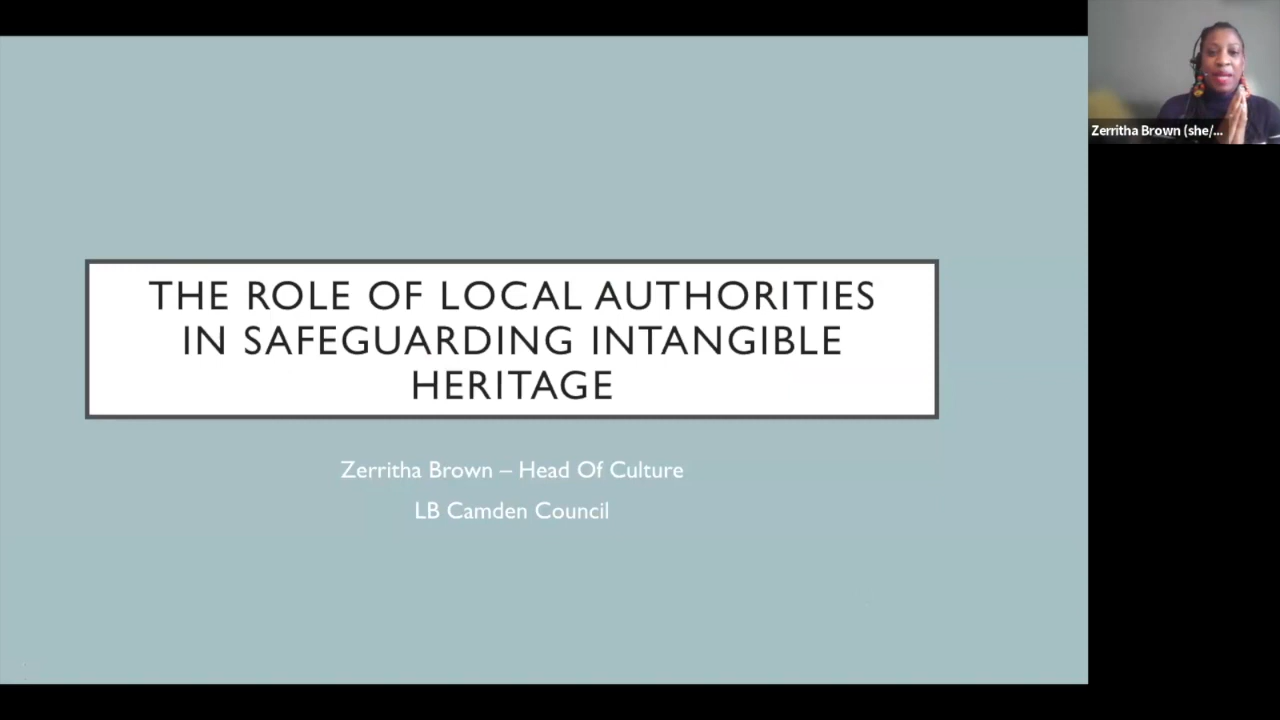 THE ROLE OF LOCAL AUTHORITIES
IN SAFEGUARDING INTANGIBLE
HERITAGE
Zerritha Brown – Head Of Culture
LB Camden Council
Zerritha Brown (she/...